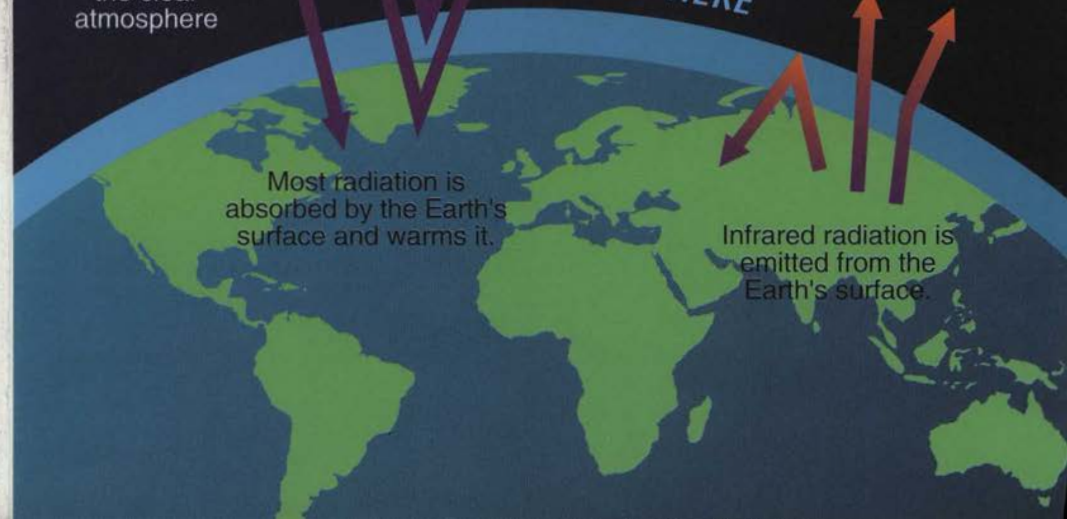 atmosphere
Most radiation is
absorbed by the Earth's
surface and warms it.
Infrared radiation is
emitted from the
Earth's surface.